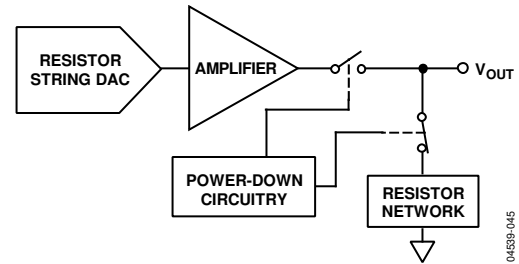 RESISTOR
STRING DAC
AMPLIFIER
VOUT
POWER-DOWN
CIRCUITRY
RESISTOR
NETWORK
04539-045